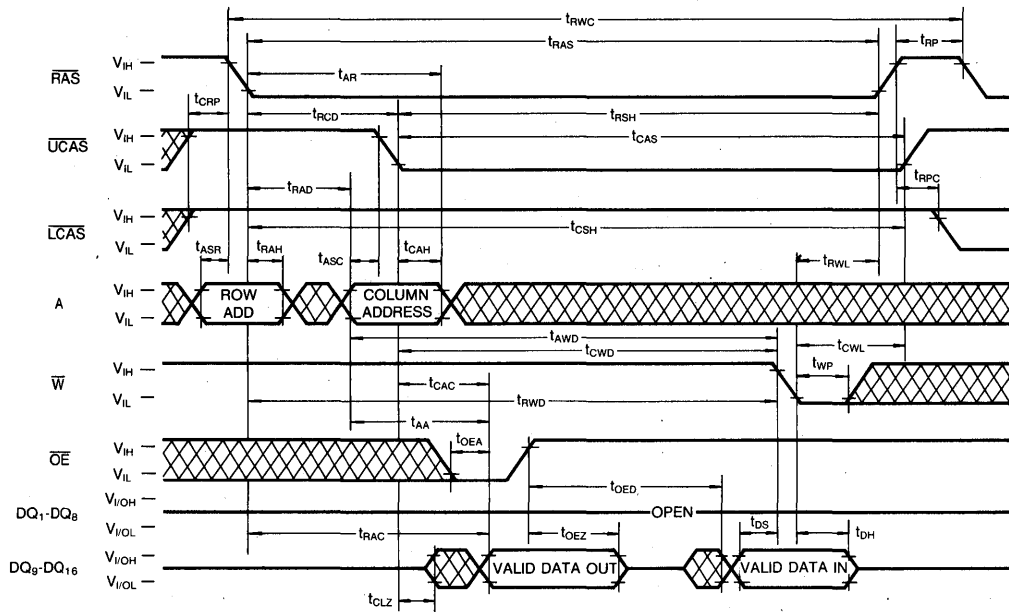 tRWC
tRAS
tRP
RAS
VIH
VIL
tAR
tCRP
tRCD
tRSH
UCAS
VIH
VIL
tCAS
tRAD
tRPC
LCAS
VIH
VIL
tCSH
tASR
tRAH
tASC
tCAH
tRWL
A
VIH
VIL
ROW
ADD
COLUMN
ADDRESS
tAWD
tCWD
tCWL
W
VIH
VIL
tCAC
tWP
tRWD
tAA
OE
VIH
VIL
tOEA
tOED
DQ1-DQ8
VI/OH
VI/OL
OPEN
tRAC
tOEZ
tDS
tDH
DQ9-DQ16
VI/OH
VI/OL
VALID DATA OUT
VALID DATA IN
tCLZ